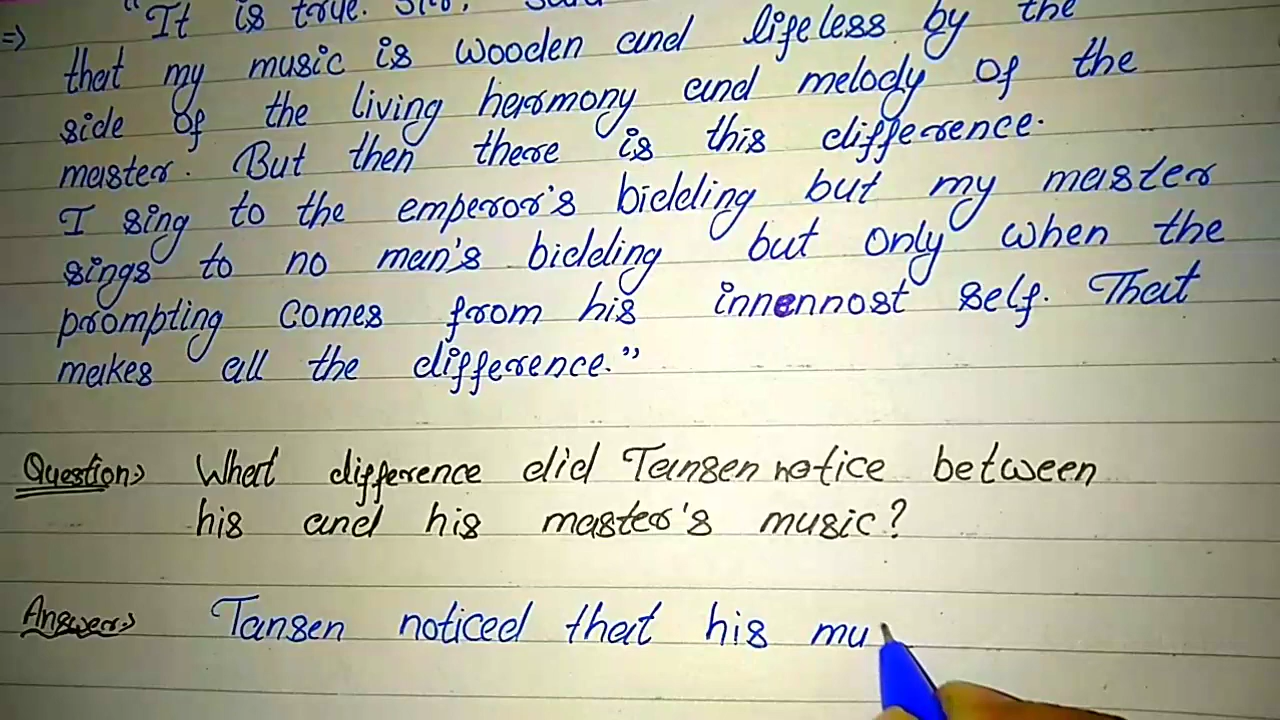 "It is true. Sire,
⇒ that my music is wooden and lifeless by the
side of the living harmony and melody of the
master. But then there is this difference.
I sing to the emperor's bidding but my master
sings to no man's bidding but only when the
prompting comes from his innennost self. That
makes all the difference."
Question⇒ What difference did Tansen notice between
his and his master's music?
Answer⇒ Tansen noticed that his mu